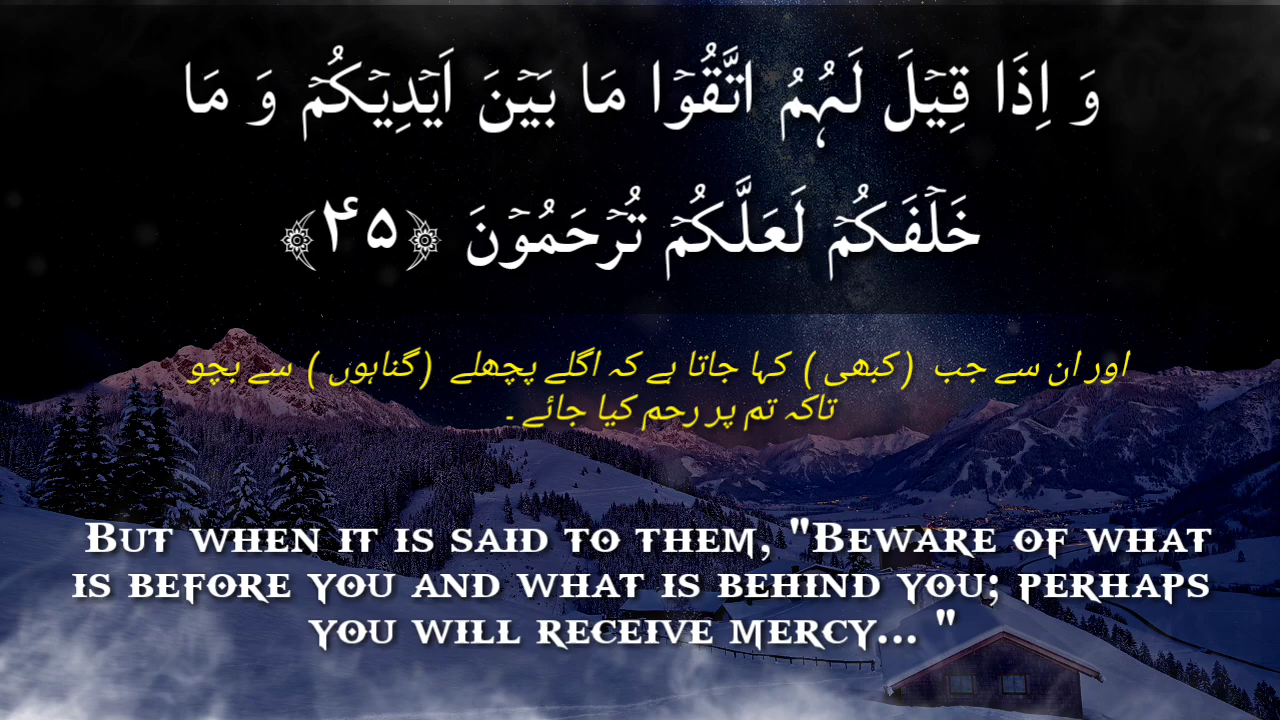 وَ اِذَا قِیۡلَ لَہُمُ اتَّقُوۡا مَا بَیۡنَ اَیۡدِیۡکُمۡ وَ مَا
خَلۡفَکُمۡ لَعَلَّکُمۡ تُرۡحَمُوۡنَ ﴿۴۵﴾
اور ان سے جب ( کبھی ) کہا جاتا ہے کہ اگلے پچھلے ( گناہوں ) سے بچو
تاکہ تم پر رحم کیا جائے ۔
But when it is said to them, "Beware of what
is before you and what is behind you; perhaps
you will receive mercy... "